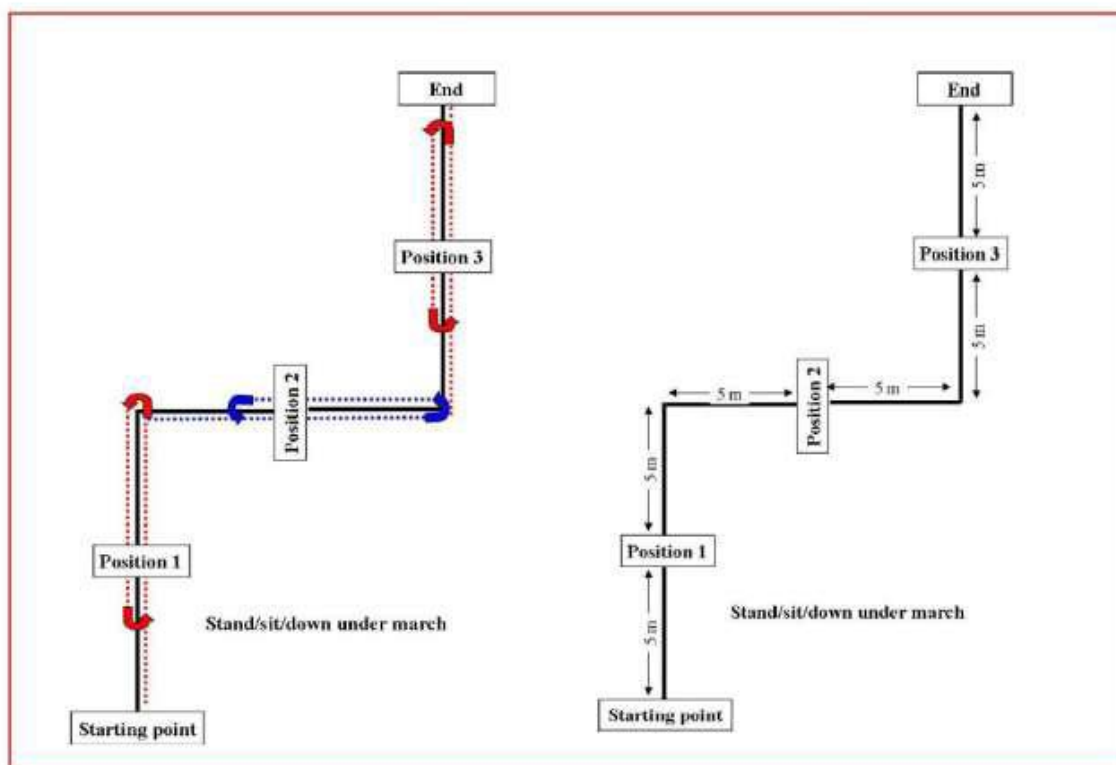 End
Position 3
Position 2
Position 1
Stand/sit/down under march
Starting point
End
5 m
Position 3
5 m
5 m
5 m
Position 2
5 m
Position 1
Stand/sit/down under march
5 m
Starting point